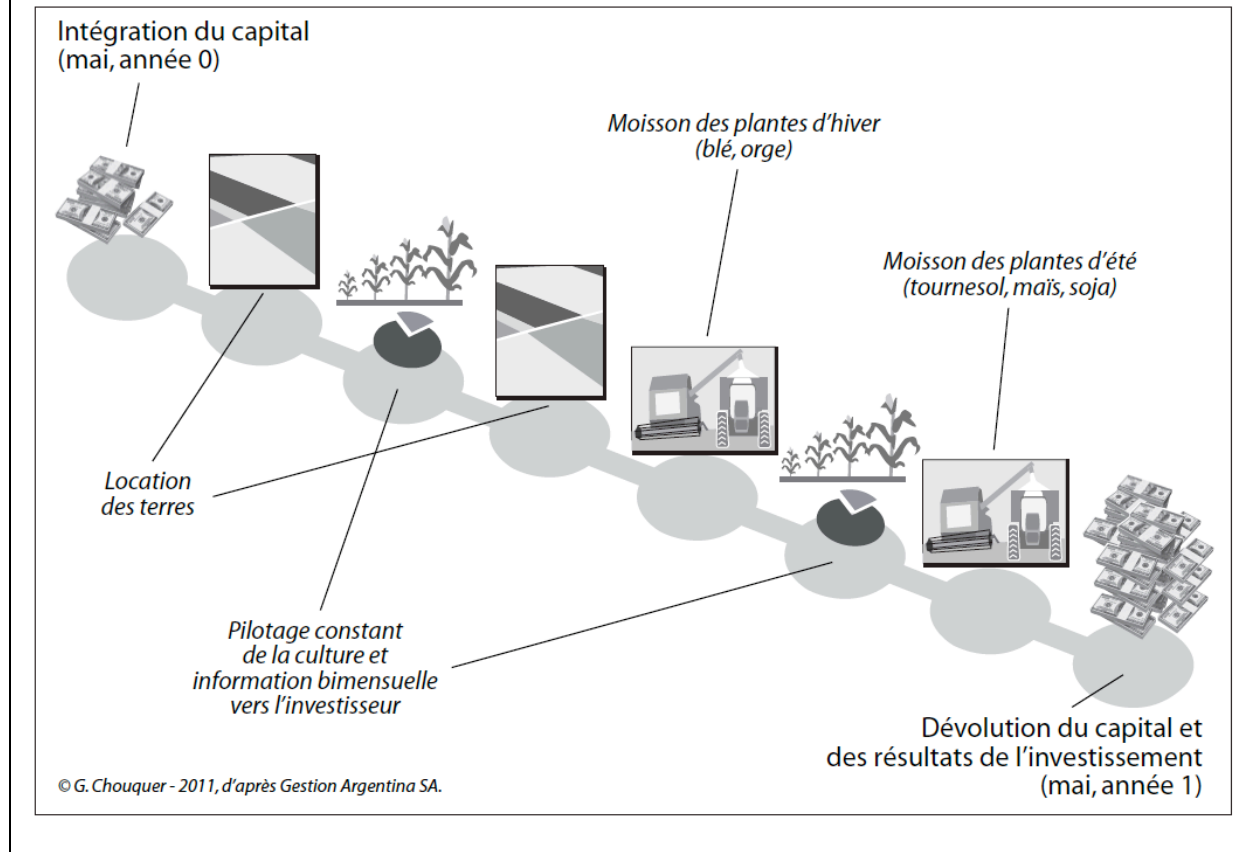 Intégration du capital
(mai, année 0)
Moisson des plantes d'hiver
(blé, orge)
Moisson des plantes d'été
(tournesol, maïs, soja)
Location
des terres
Pilotage constant
de la culture et
information bimensuelle
vers l'investisseur
Dévolution du capital et
des résultats de l'investissement
(mai, année 1)
© G. Chouquer - 2011, d'après Gestion Argentina SA.